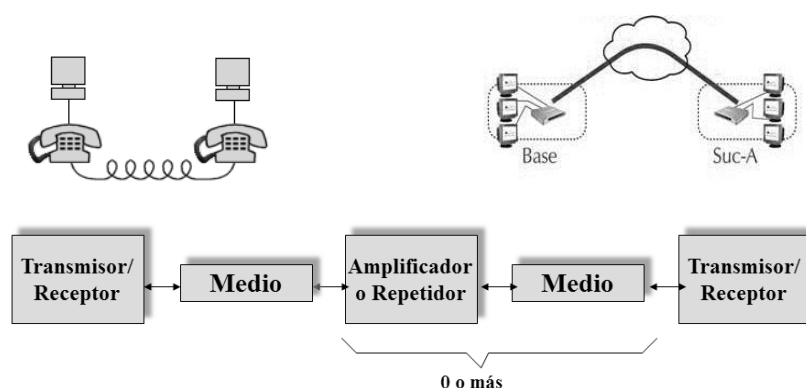 Base
Suc-A
Transmisor/
Receptor
Medio
Amplificador
o Repetidor
Medio
Transmisor/
Receptor
0 o más